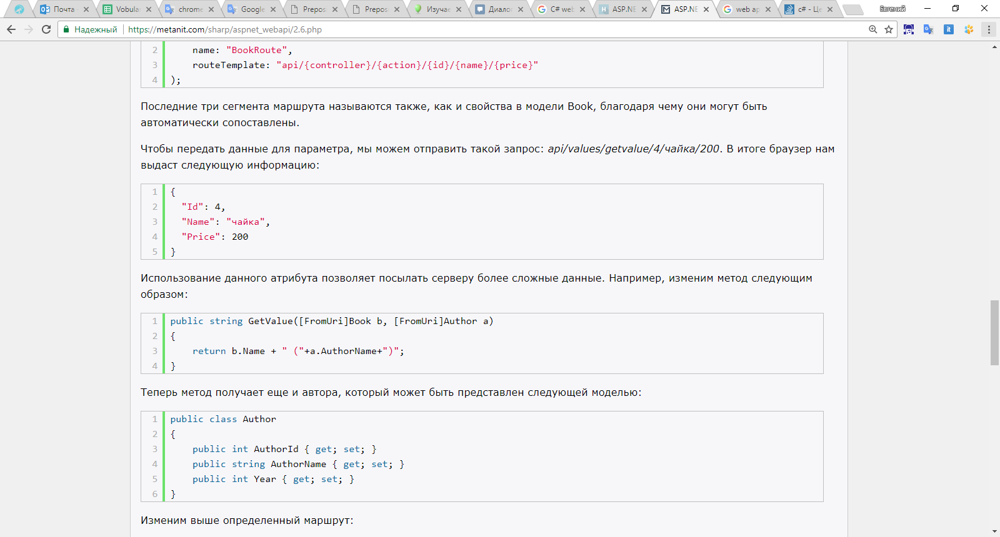 Почта
Vobula
chrome
Google
Prepos
Prepos
Изучае
Диалог
C# web
ASP.NE
ASP.NE
web ap
c# - Це
Евгений
Надежный
https://metanit.com/sharp/aspnet_webapi/2.6.php
2 name: "BookRoute",
3 routeTemplate: "api/{controller}/{action}/{id}/{name}/{price}"
4 );
Последние три сегмента маршрута называются также, как и свойства в модели Book, благодаря чему они могут быть
автоматически сопоставлены.
Чтобы передать данные для параметра, мы можем отправить такой запрос: api/values/getvalue/4/чайка/200. В итоге браузер нам
выдаст следующую информацию:
1 {
2 "Id": 4,
3 "Name": "чайка",
4 "Price": 200
5 }
Использование данного атрибута позволяет посылать серверу более сложные данные. Например, изменим метод следующим
образом:
1 public string GetValue([FromUri]Book b, [FromUri]Author a)
2 {
3 return b.Name + " ("+a.AuthorName+")";
4 }
Теперь метод получает еще и автора, который может быть представлен следующей моделью:
1 public class Author
2 {
3 public int AuthorId { get; set; }
4 public string AuthorName { get; set; }
5 public int Year { get; set; }
6 }
Изменим выше определенный маршрут: